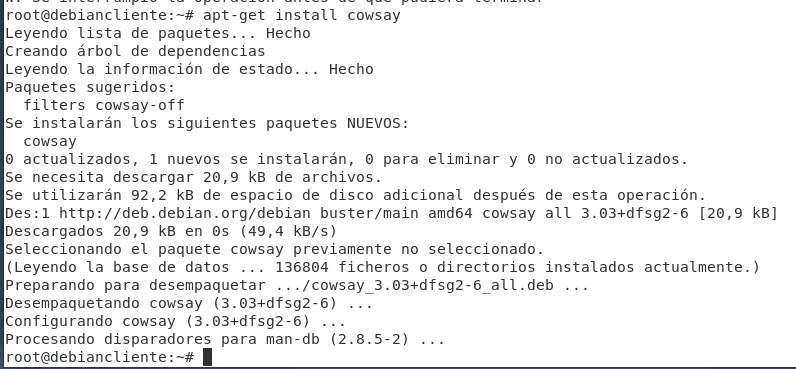 root@debiancliente:~# apt-get install cowsay
Leyendo lista de paquetes... Hecho
Creando árbol de dependencias
Leyendo la información de estado... Hecho
Paquetes sugeridos:
  filters cowsay-off
Se instalarán los siguientes paquetes NUEVOS:
  cowsay
0 actualizados, 1 nuevos se instalarán, 0 para eliminar y 0 no actualizados.
Se necesita descargar 20,9 kB de archivos.
Se utilizarán 92,2 kB de espacio de disco adicional después de esta operación.
Des:1 http://deb.debian.org/debian buster/main amd64 cowsay all 3.03+dfsg2-6 [20,9 kB]
Descargados 20,9 kB en 0s (49,4 kB/s)
Seleccionando el paquete cowsay previamente no seleccionado.
(Leyendo la base de datos ... 136804 ficheros o directorios instalados actualmente.)
Preparando para desempaquetar .../cowsay_3.03+dfsg2-6_all.deb ...
Desempaquetando cowsay (3.03+dfsg2-6) ...
Configurando cowsay (3.03+dfsg2-6) ...
Procesando disparadores para man-db (2.8.5-2) ...
root@debiancliente:~#